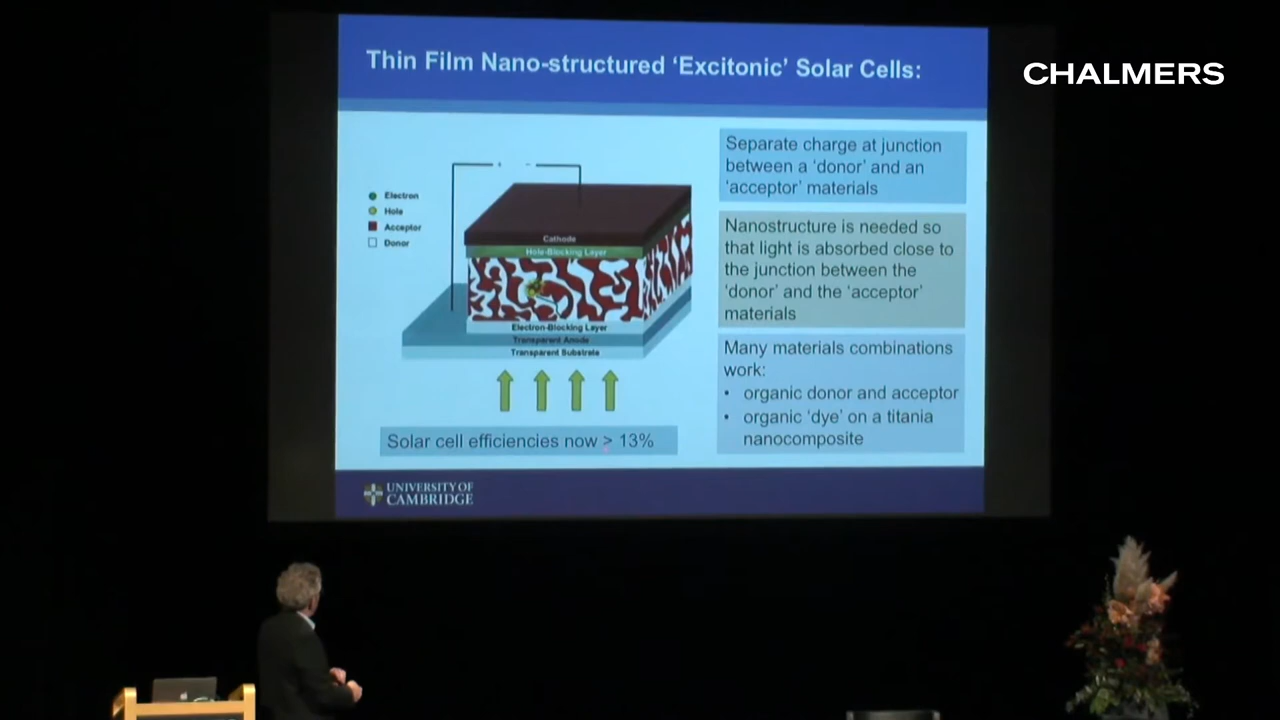 Thin Film Nano-structured ‘Excitonic’ Solar Cells:
CHALMERS
Separate charge at junction
between a ‘donor’ and an
‘acceptor’ materials
+ -
Electron
Hole
Acceptor
Donor
Cathode
Hole-Blocking Layer
Electron-Blocking Layer
Transparent Anode
Transparent Substrate
Nanostructure is needed so
that light is absorbed close to
the junction between the
‘donor’ and the ‘acceptor’
materials
Many materials combinations
work:
• organic donor and acceptor
• organic ‘dye’ on a titania
nanocomposite
Solar cell efficiencies now > 13%
UNIVERSITY OF
CAMBRIDGE